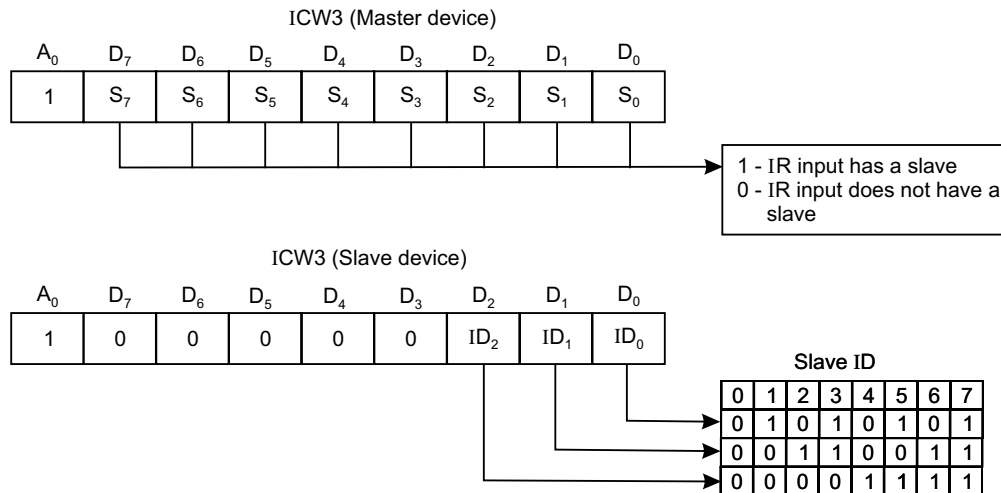 ICW3 (Master device)
A₀ D₇ D₆ D₅ D₄ D₃ D₂ D₁ D₀
1 S₇ S₆ S₅ S₄ S₃ S₂ S₁ S₀
1 - IR input has a slave
0 - IR input does not have a
slave
ICW3 (Slave device)
A₀ D₇ D₆ D₅ D₄ D₃ D₂ D₁ D₀
1 0 0 0 0 0 ID₂ ID₁ ID₀
Slave ID
0 1 2 3 4 5 6 7
0 1 0 1 0 1 0 1
0 0 1 1 0 0 1 1
0 0 0 0 1 1 1 1